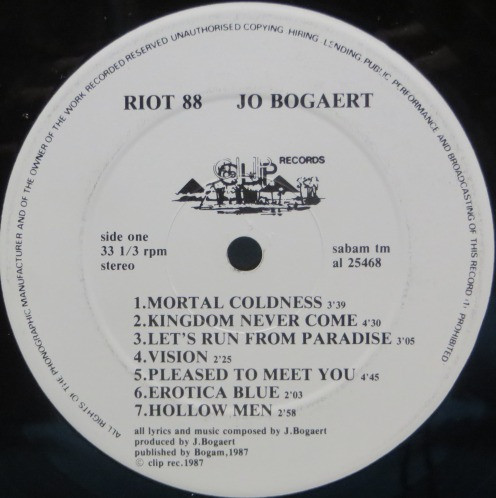 ALL RIGHTS OF THE PHONOGRAPHIC MANUFACTURER AND OF THE OWNER OF THE WORK RECORDED RESERVED UNAUTHORISED COPYING HIRING LENDING PUBLIC PERFORMANCE AND BROADCASTING OF THIS RECORD PROHIBITED
RIOT 88 JO BOGAERT
CLIP RECORDS
side one
33 1/3 rpm
stereo
sabam tm
al 25468
1.MORTAL COLDNESS 3'39
2.KINGDOM NEVER COME 4'30
3.LET'S RUN FROM PARADISE 3'05
4.VISION 2'25
5.PLEASED TO MEET YOU 4'45
6.EROTICA BLUE 2'03
7.HOLLOW MEN 2'58
all lyrics and music composed by J.Bogaert
produced by J.Bogaert
published by Bogam,1987
© clip rec.1987